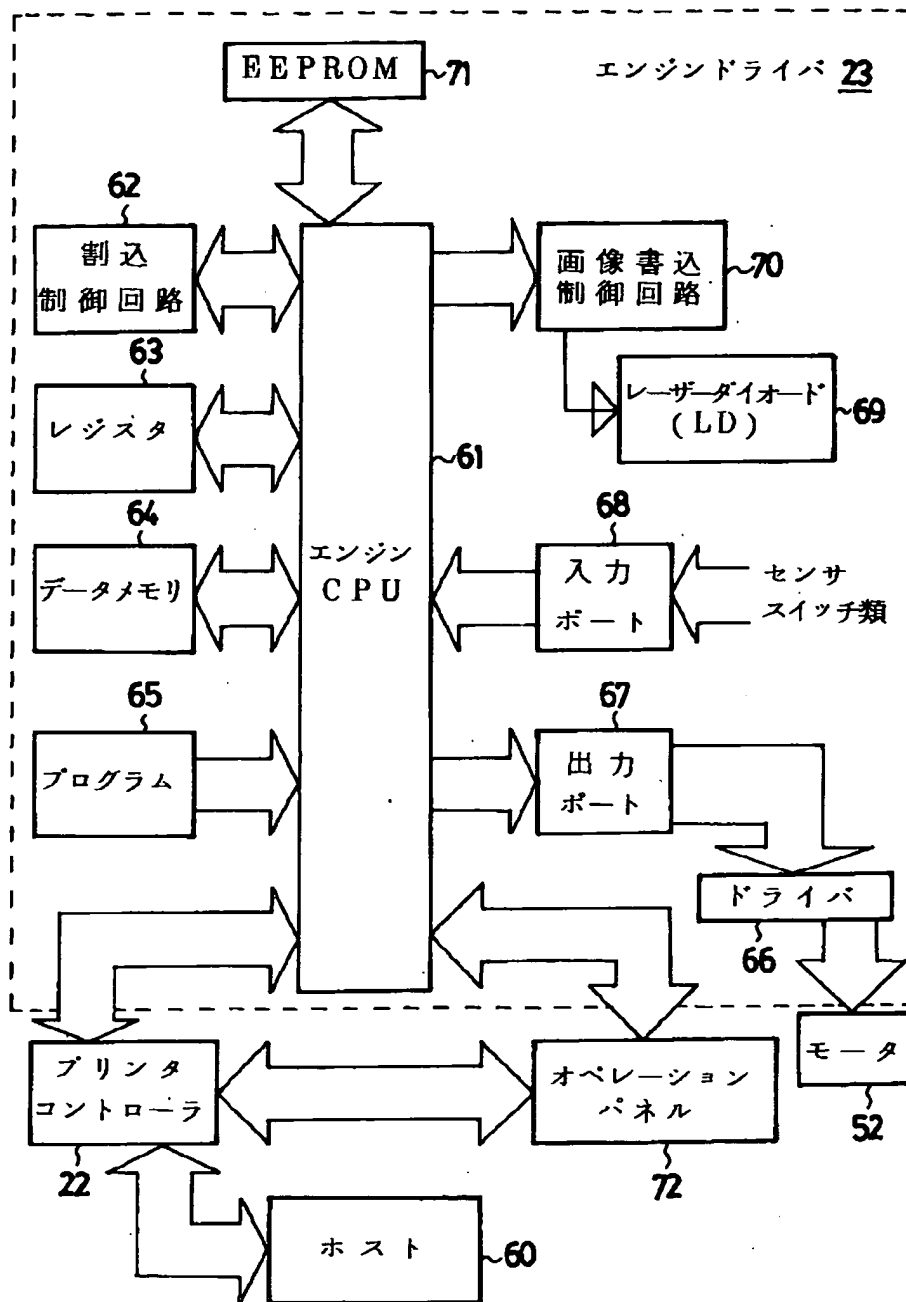 EEPROM
71
エンジンドライバ 23
62
割込
制御回路
画像書込
制御回路
70
63
レジスタ
レーザーダイオード
(LD)
69
61
64
データメモリ
エンジン
CPU
68
入力
ポート
センサ
スイッチ類
65
プログラム
67
出力
ポート
ドライバ
66
プリンタ
コントローラ
22
オペレーション
パネル
72
モータ
52
ホスト
60